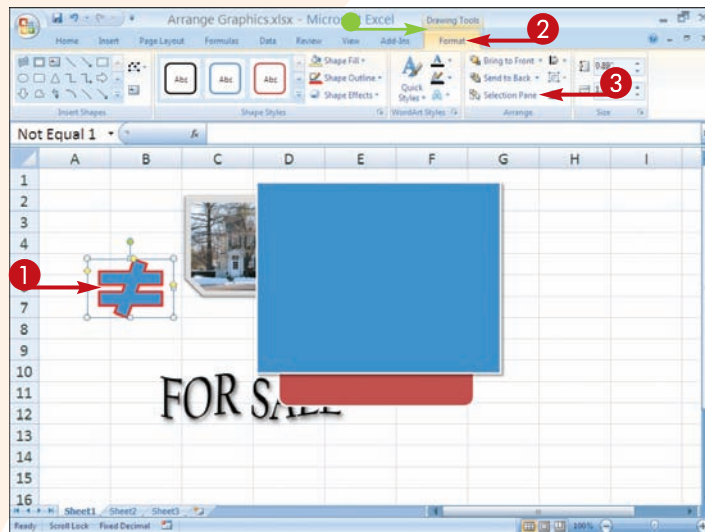 Arrange Graphics.xlsx - Microsoft Excel
Drawing Tools
Home Insert Page Layout Formulas Data Review View Add-Ins Format
2
Abc Abc Abc
Shape Fill
Shape Outline
Shape Effects
Quick Styles
A
Bring to Front
Send to Back
Selection Pane
3
Insert Shapes
Shape Styles
WordArt Styles
Arrange
Size
Not Equal 1
fx
A B C D E F G H I
1
2
3
4
1
7
8
9
10
11
12
13
14
15
16
FOR SALE
Sheet1 Sheet2 Sheet3
Ready Scroll Lock Fixed Decimal
100%